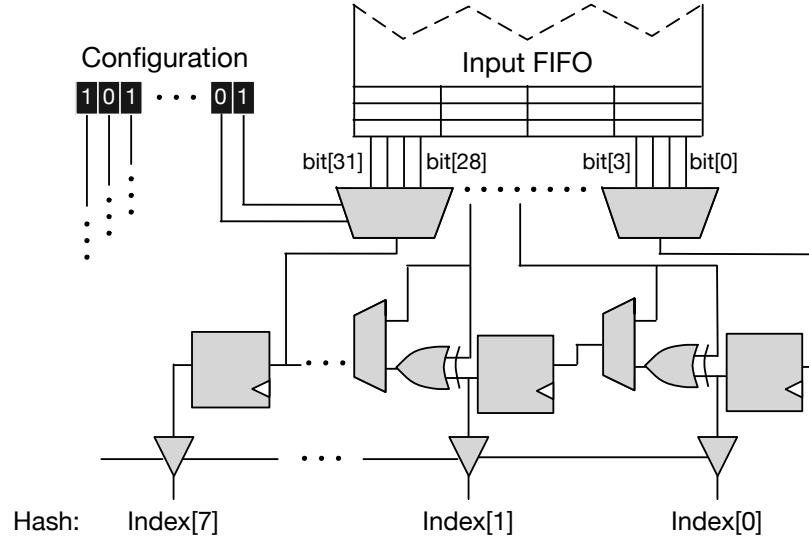 Configuration
1 0 1 · · · 0 1
Input FIFO
bit[31] bit[28] bit[3] bit[0]
Hash: Index[7] Index[1] Index[0]